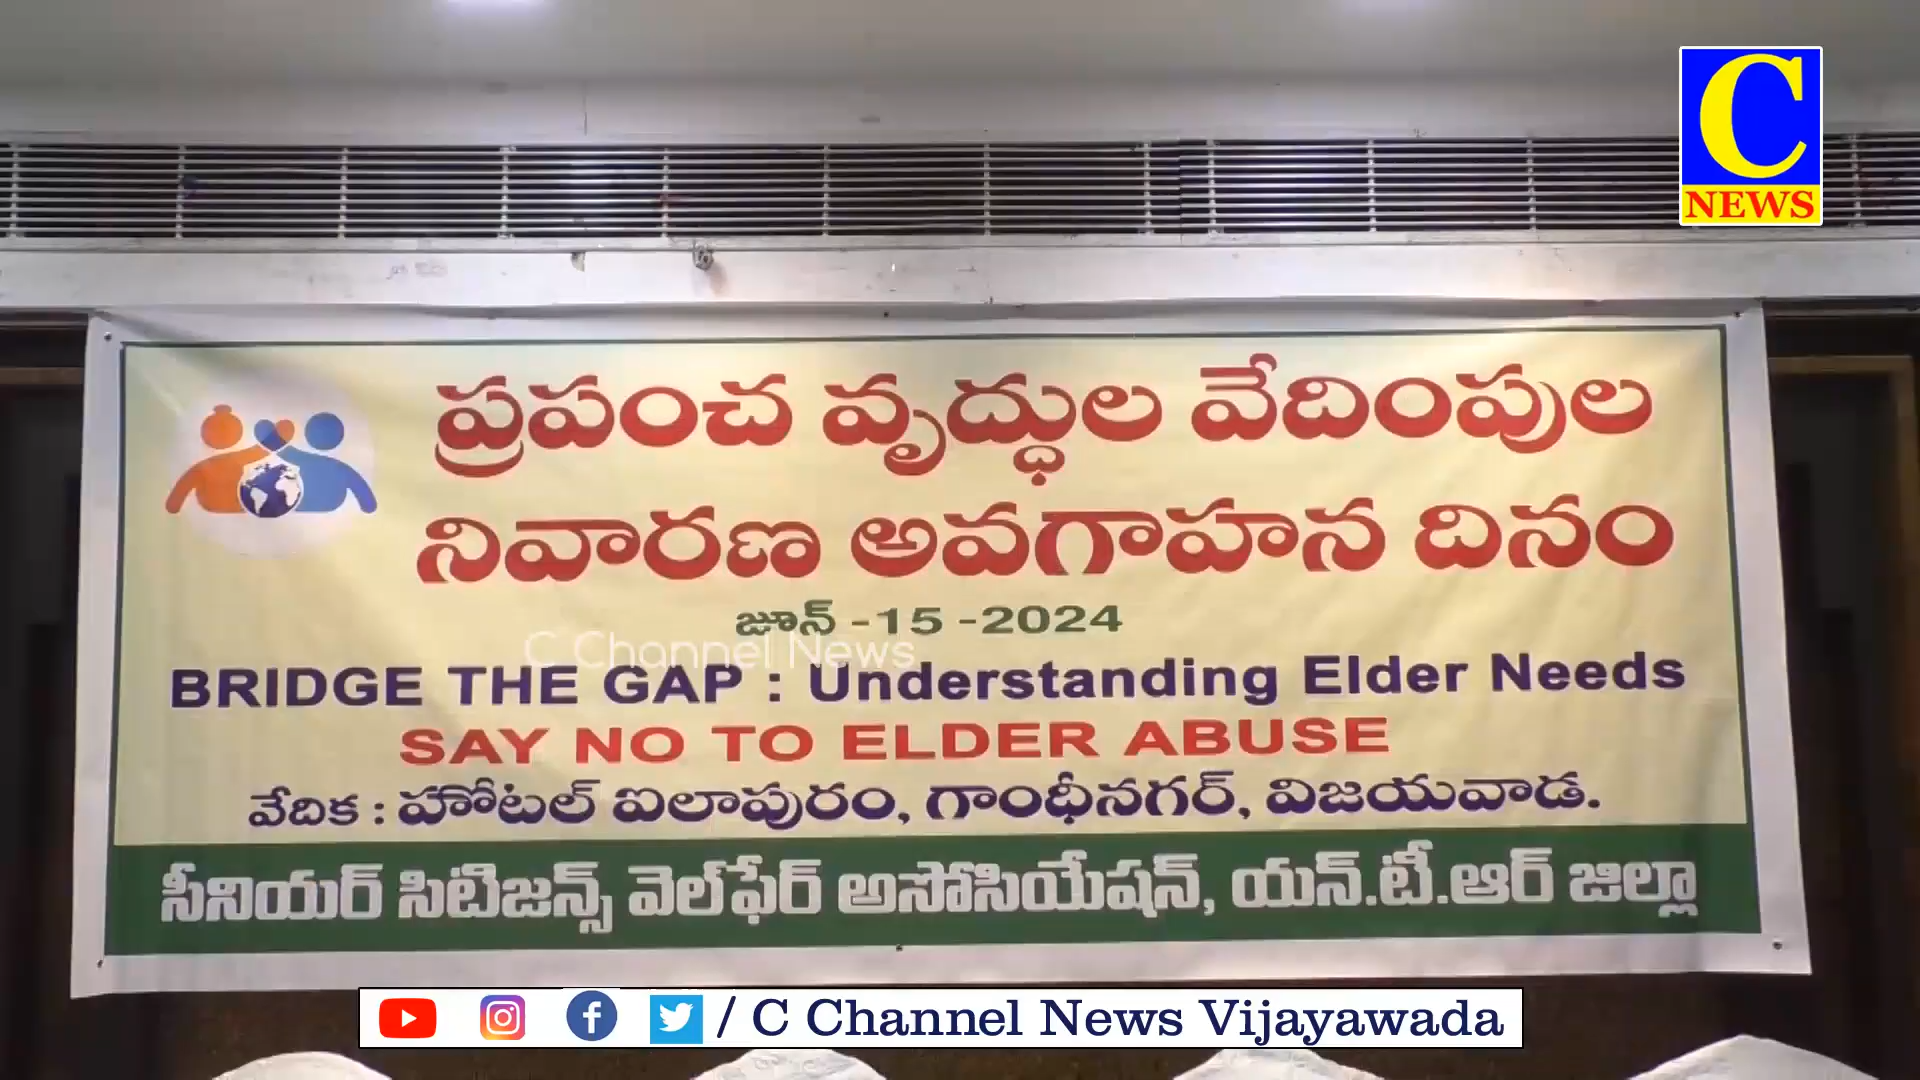 C
NEWS
ప్రపంచ వృద్ధుల వేదింపుల
నివారణ అవగాహన దినం
జూన్ -15 -2024
C Channel News
BRIDGE THE GAP : Understanding Elder Needs
SAY NO TO ELDER ABUSE
వేదిక : హోటల్ ఐలాపురం, గాంధీనగర్, విజయవాడ.
సీనియర్ సిటిజన్స్ వెల్‌ఫేర్ అసోసియేషన్, యన్.టీ.ఆర్ జిల్లా
/ C Channel News Vijayawada